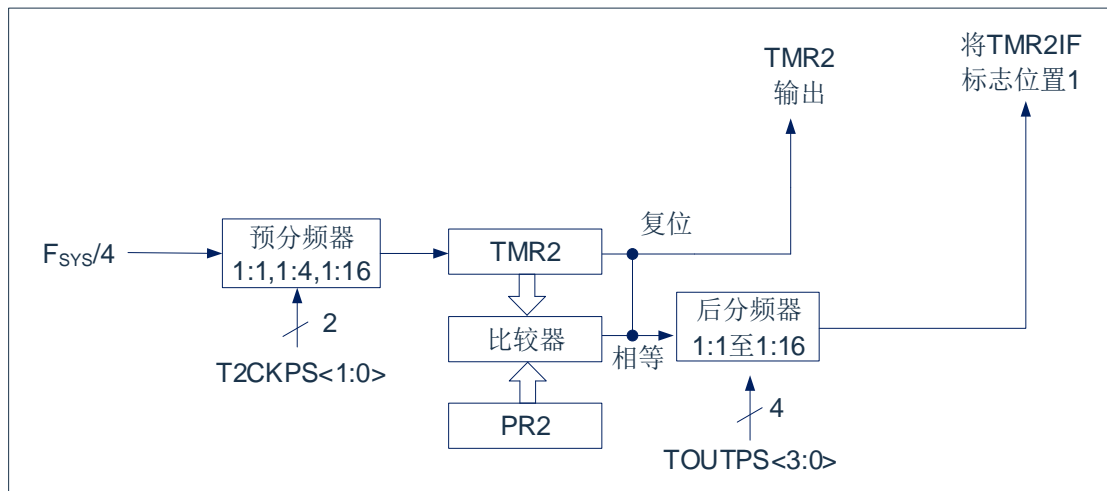 TMR2
输出
将TMR2IF
标志位置1
复位
FSYS/4
预分频器
1:1,1:4,1:16
TMR2
2
T2CKPS<1:0>
比较器
相等
后分频器
1:1至1:16
PR2
4
TOUTPS<3:0>